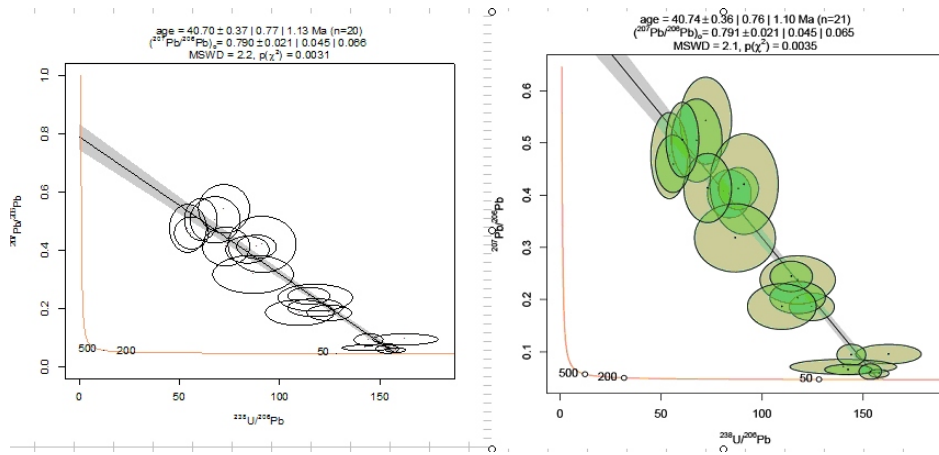 age = 40.70 ± 0.37 | 0.77 | 1.13 Ma (n=20)
(²⁰⁷Pb/²⁰⁶Pb)ₒ= 0.790 ± 0.021 | 0.045 | 0.066
MSWD = 2.2, p(χ²) = 0.0031
1.0
0.8
0.6
0.4
0.2
0.0
500
200
50
0
50
100
150
²³⁸U/²⁰⁶Pb
age = 40.74 ± 0.36 | 0.76 | 1.10 Ma (n=21)
(²⁰⁷Pb/²⁰⁶Pb)ₒ= 0.791 ± 0.021 | 0.045 | 0.065
MSWD = 2.1, p(χ²) = 0.0035
0.6
0.5
0.4
0.3
0.2
0.1
²⁰⁷Pb/²⁰⁶Pb
500
200
50
0
50
100
150
²³⁸U/²⁰⁶Pb